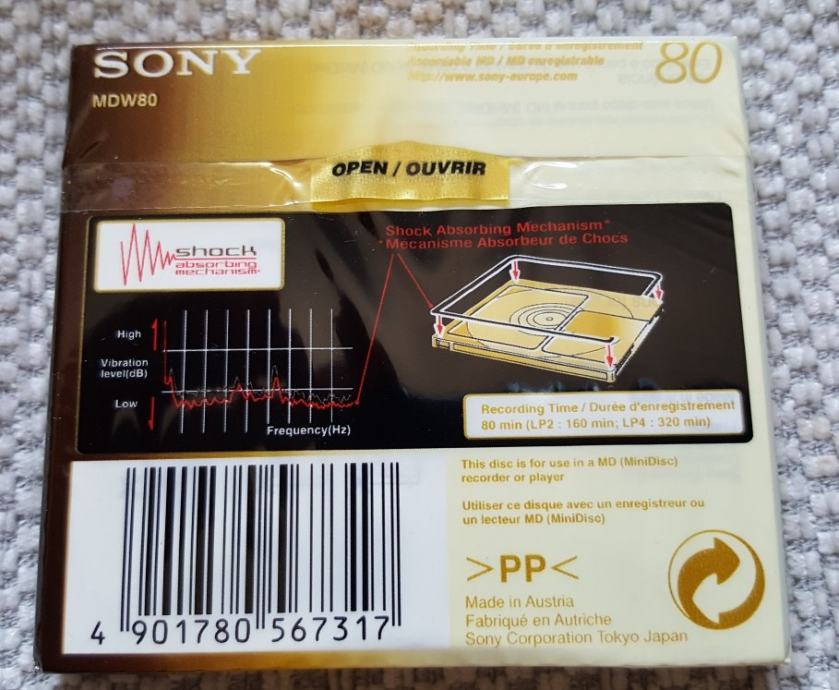 SONY
MDW80
Recording Time / Durée d'enregistrement
Recordable MD / MD enregistrable
http://www.sony-europe.com
80
OPEN / OUVRIR
shock
absorbing
mechanism*
Shock Absorbing Mechanism*
*Mécanisme Absorbeur de Chocs
High
Vibration
level(dB)
Low
Frequency(Hz)
Recording Time / Durée d'enregistrement
80 min (LP2 : 160 min; LP4 : 320 min)
This disc is for use in a MD (MiniDisc)
recorder or player
Utiliser ce disque avec un enregistreur ou
un lecteur MD (MiniDisc)
>PP<
Made in Austria
Fabriqué en Autriche
Sony Corporation Tokyo Japan
4 901780 567317